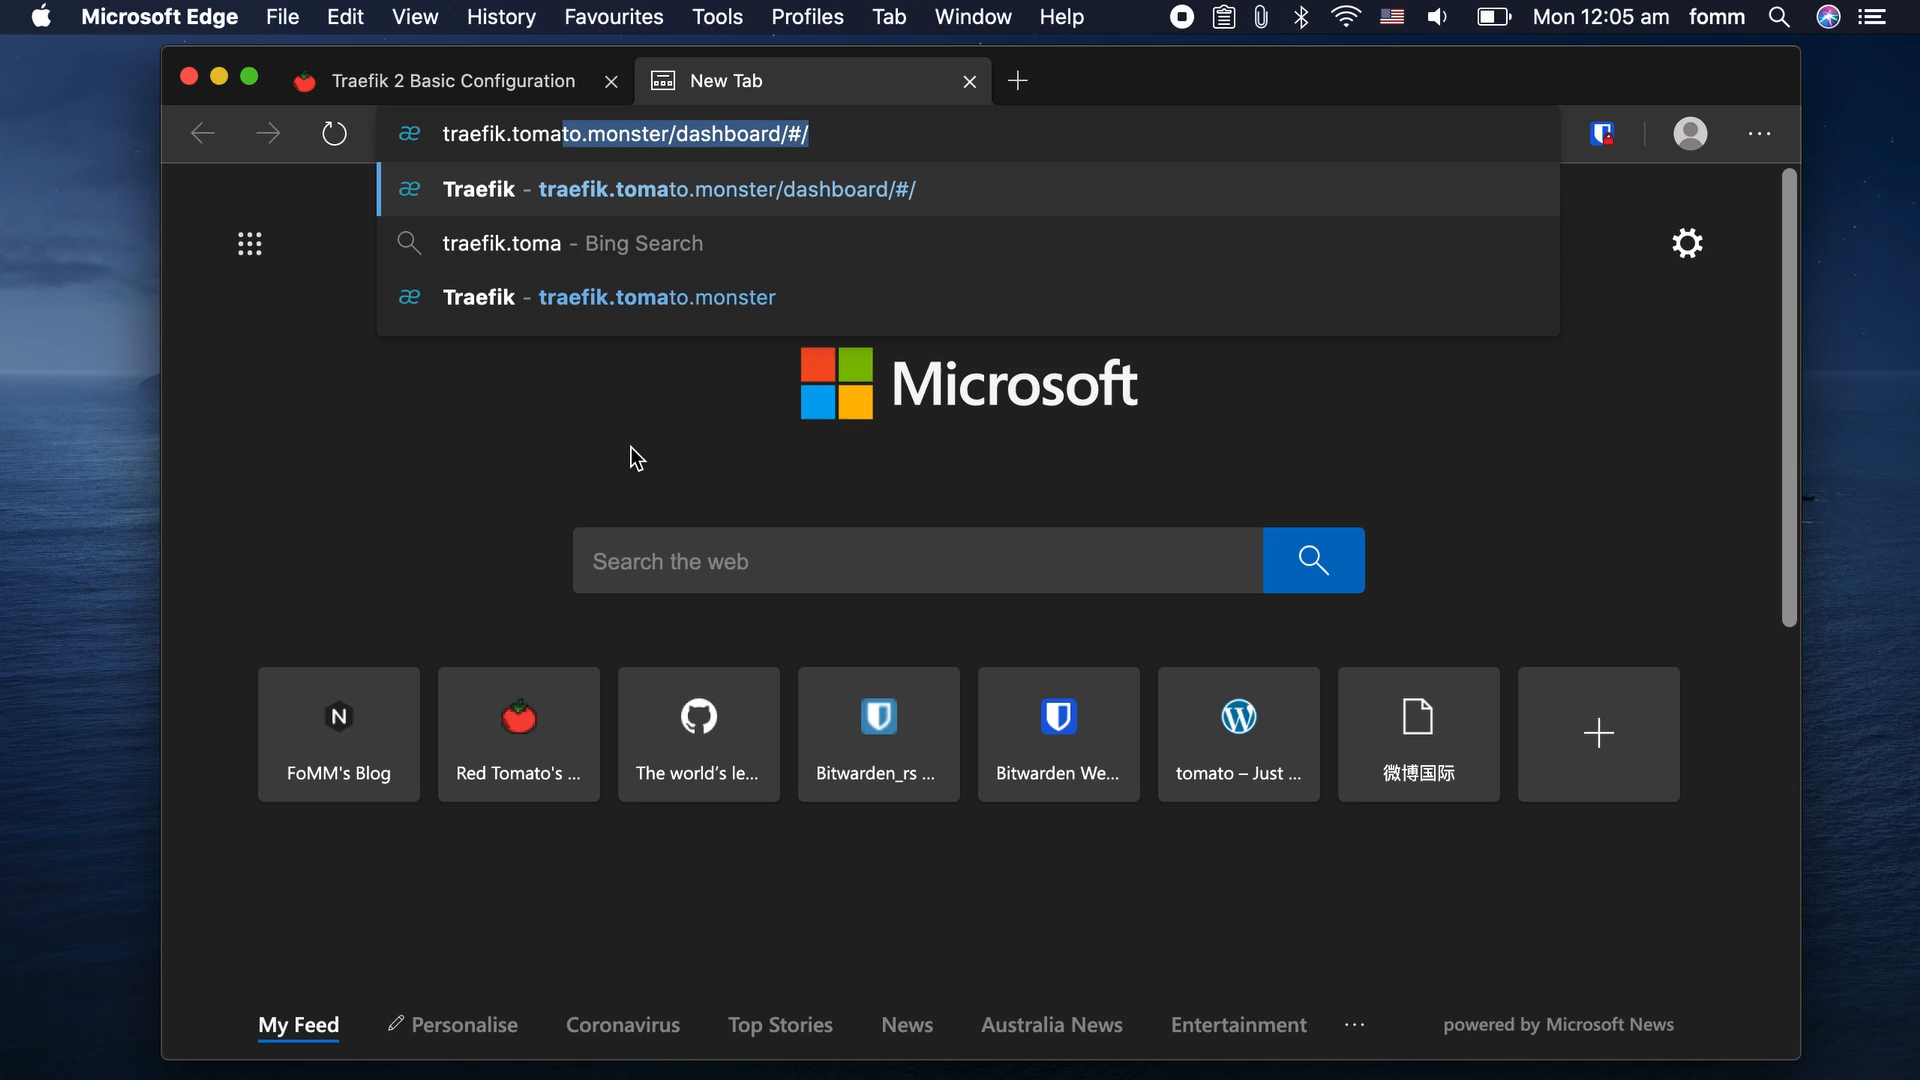 Microsoft Edge File Edit View History Favourites Tools Profiles Tab Window Help Mon 12:05 am fomm
Traefik 2 Basic Configuration New Tab
æ traefik.tomato.monster/dashboard/#/
æ Traefik - traefik.tomato.monster/dashboard/#/
traefik.toma - Bing Search
æ Traefik - traefik.tomato.monster
Microsoft
Search the web
N
FoMM's Blog Red Tomato's ... The world's le... Bitwarden_rs ... Bitwarden We... tomato – Just ... 微博国际
My Feed Personalise Coronavirus Top Stories News Australia News Entertainment ... powered by Microsoft News